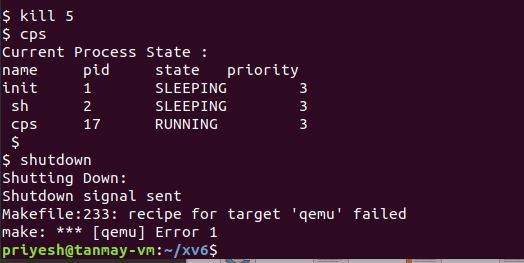 $ kill 5
$ cps
Current Process State :
name pid state priority
init 1 SLEEPING 3
sh 2 SLEEPING 3
cps 17 RUNNING 3
$
$ shutdown
Shutting Down:
Shutdown signal sent
Makefile:233: recipe for target 'qemu' failed
make: *** [qemu] Error 1
priyesh@tanmay-vm:~/xv6$